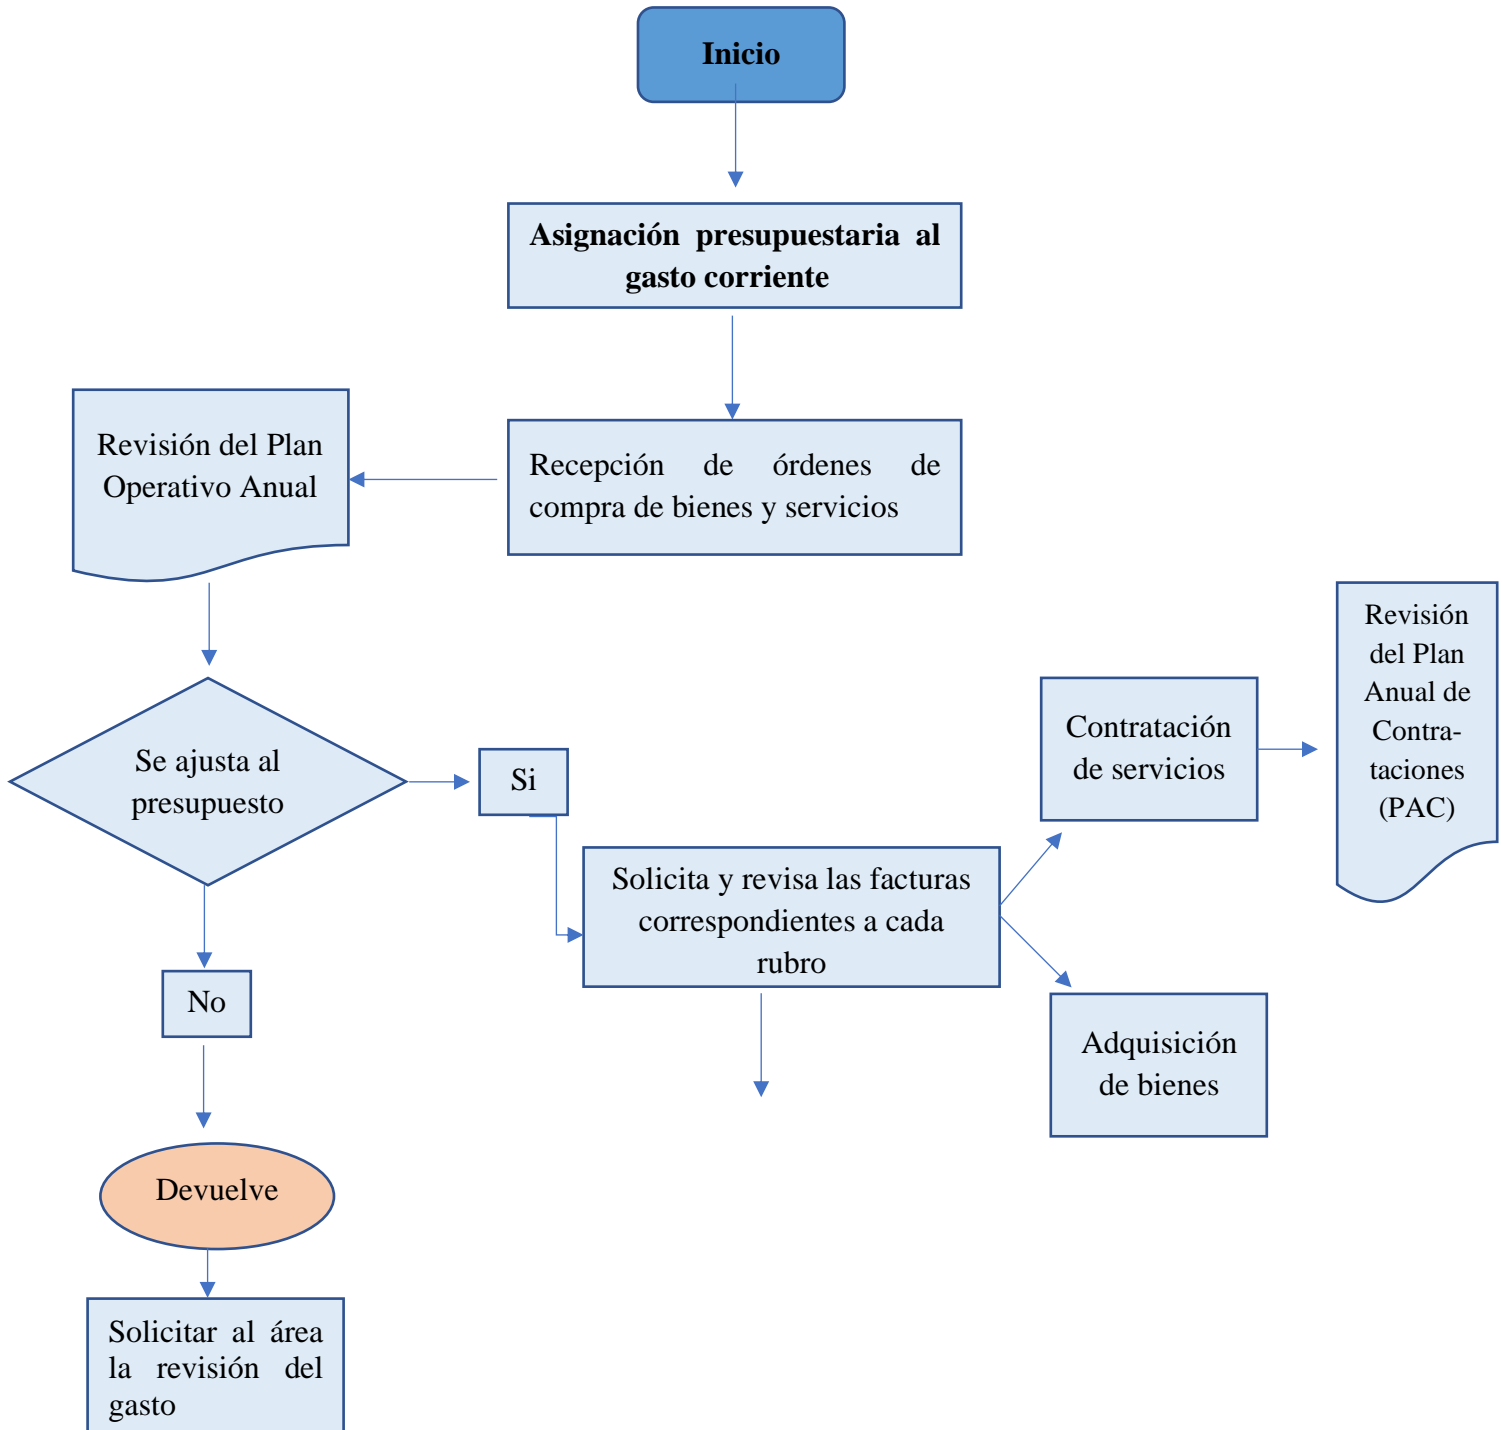 Inicio
Asignación presupuestaria al
gasto corriente
Recepción de órdenes de
compra de bienes y servicios
Revisión del Plan
Operativo Anual
Se ajusta al
presupuesto
Si
Solicita y revisa las facturas
correspondientes a cada
rubro
Contratación
de servicios
Revisión
del Plan
Anual de
Contra-
taciones
(PAC)
Adquisición
de bienes
No
Devuelve
Solicitar al área
la revisión del
gasto